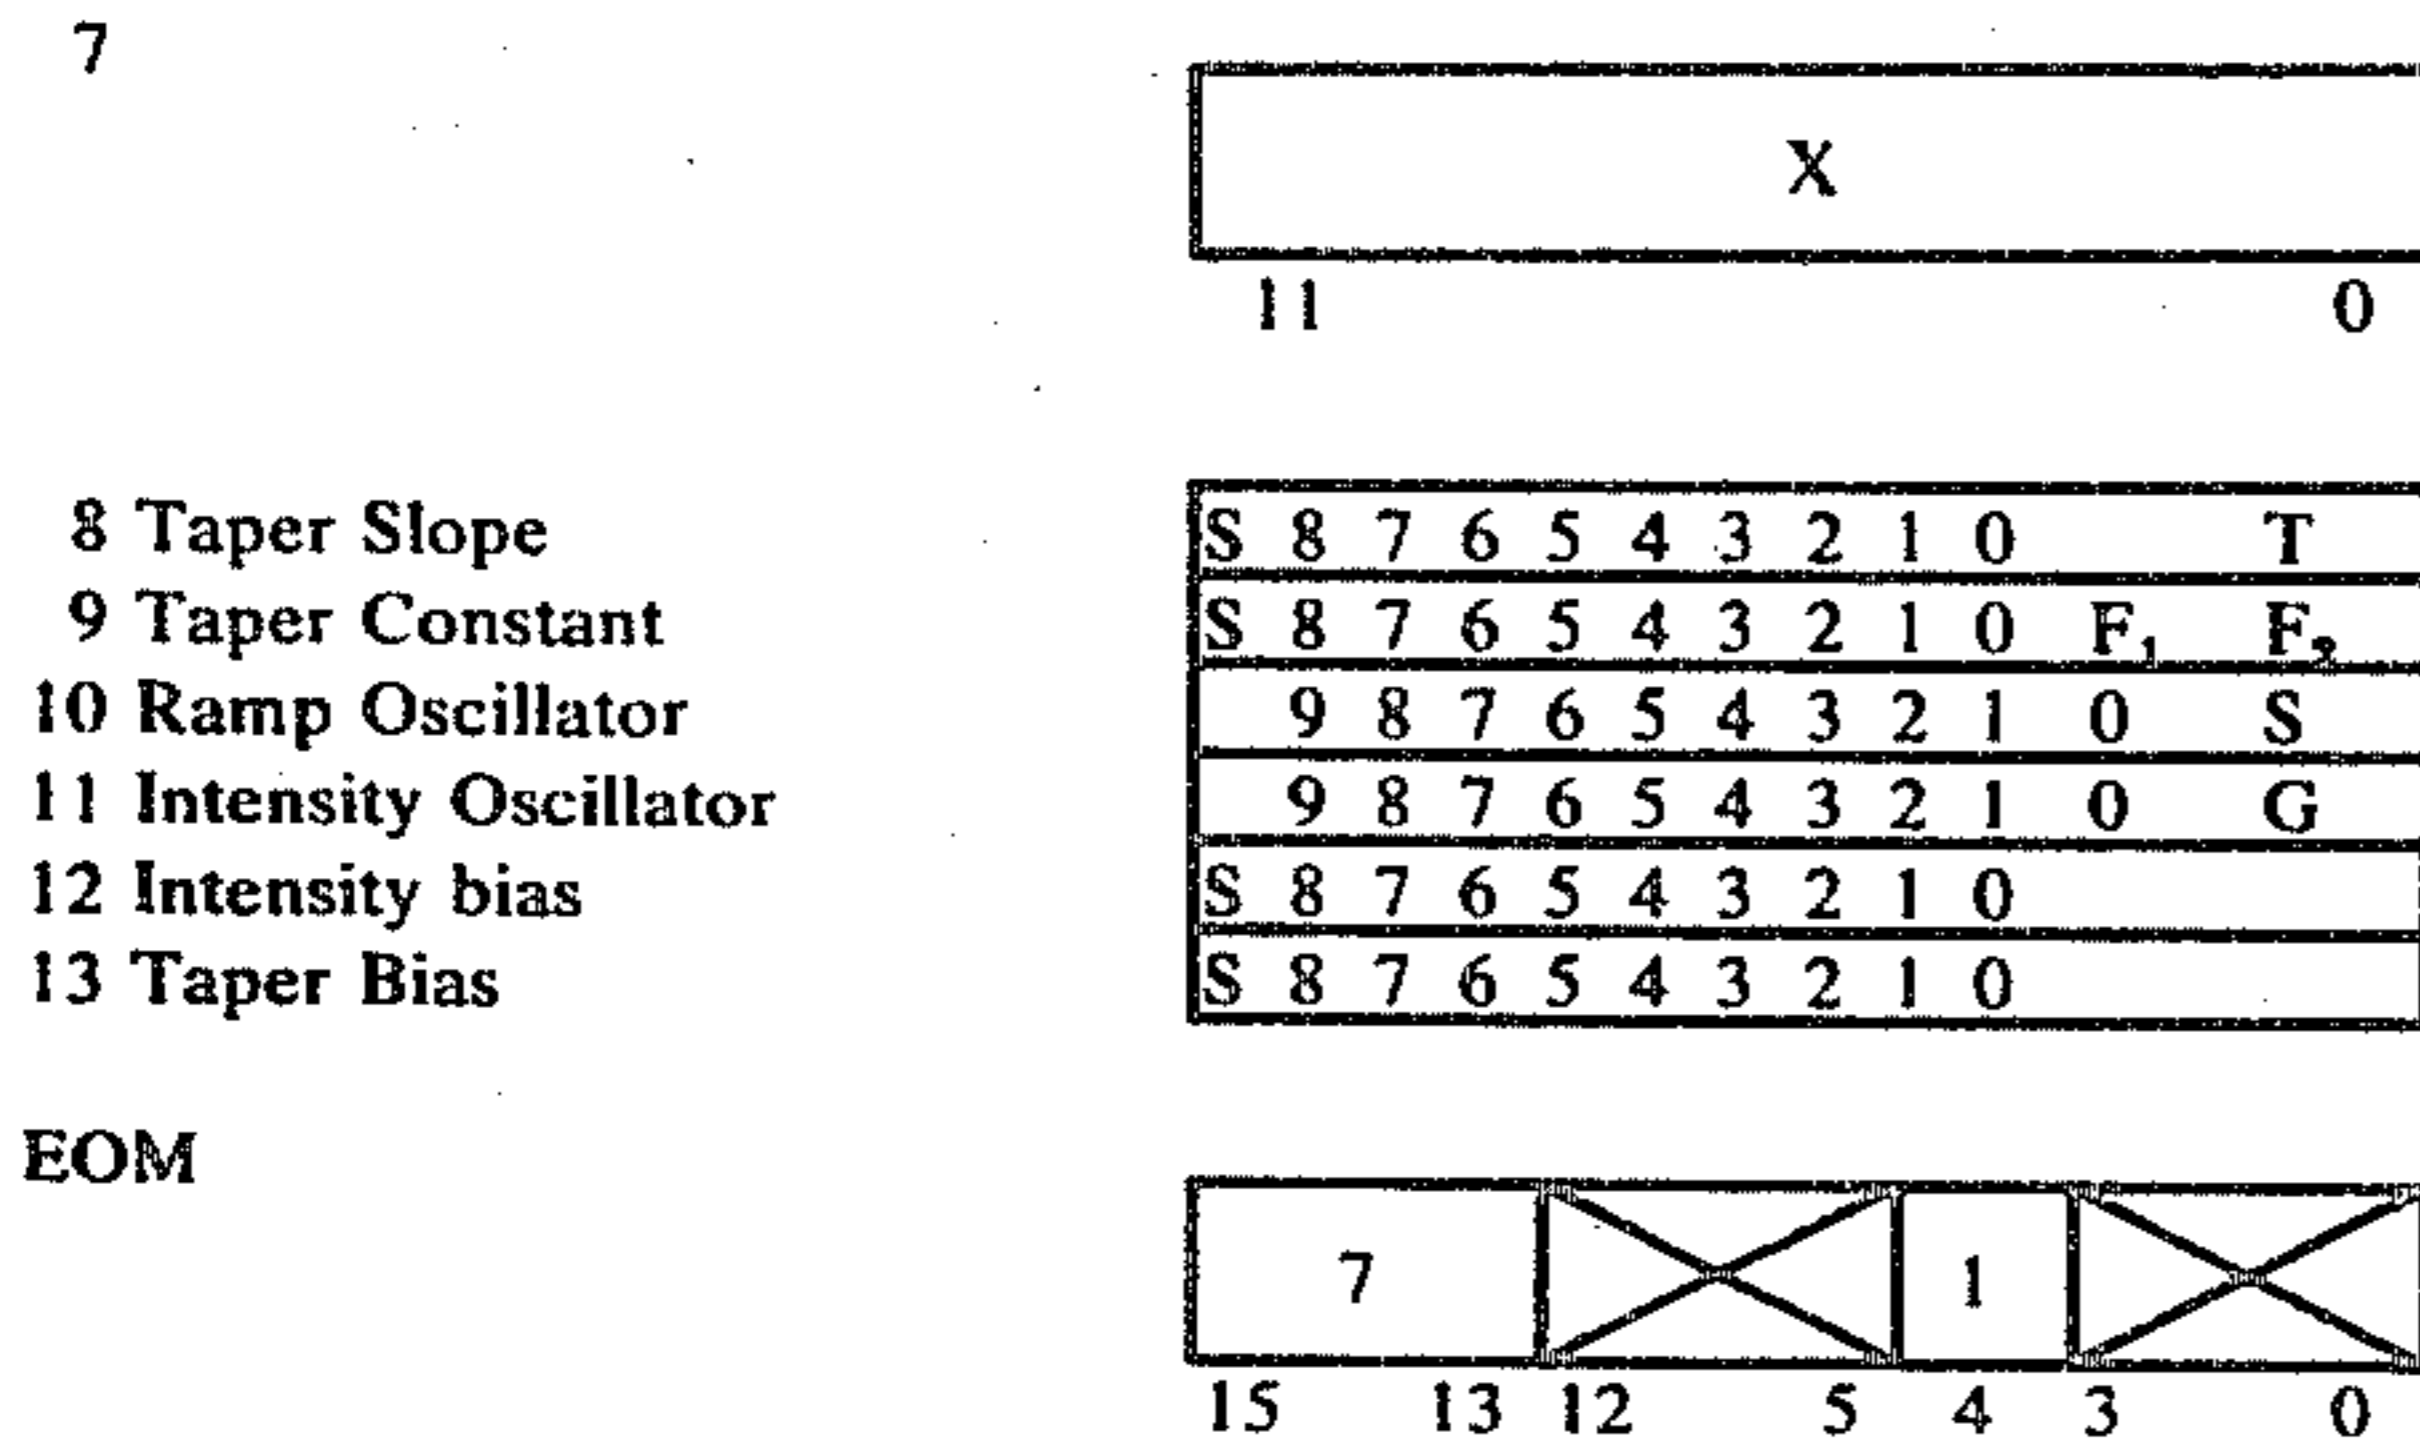 7
X
11 0
8 Taper Slope S 8 7 6 5 4 3 2 1 0 T
9 Taper Constant S 8 7 6 5 4 3 2 1 0 F₁ F₂
10 Ramp Oscillator 9 8 7 6 5 4 3 2 1 0 S
11 Intensity Oscillator 9 8 7 6 5 4 3 2 1 0 G
12 Intensity bias S 8 7 6 5 4 3 2 1 0
13 Taper Bias S 8 7 6 5 4 3 2 1 0
EOM
7 1
15 13 12 5 4 3 0